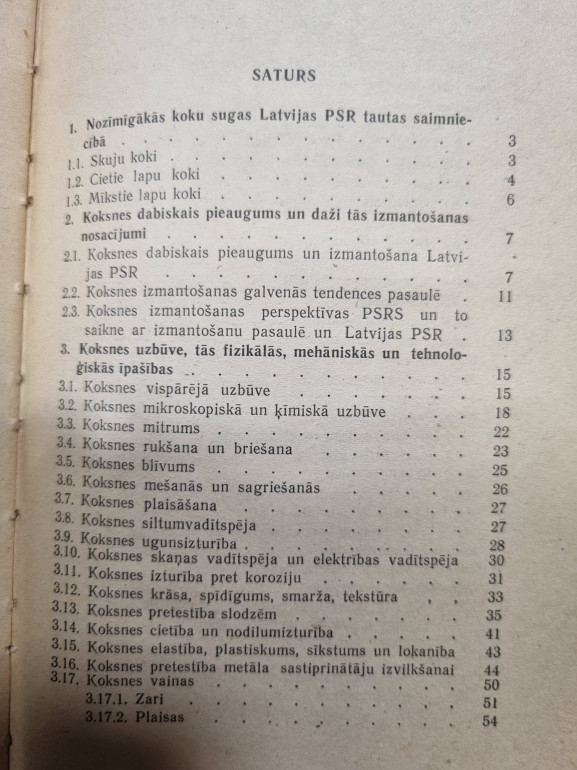 SATURS
1. Nozīmīgākās koku sugas Latvijas PSR tautas saimnie-
cībā . . . . . . . . . . . . . 3
1.1. Skuju koki . . . . . . . . . . . . 3
1.2. Cietie lapu koki . . . . . . . . . . 4
1.3. Mīkstie lapu koki . . . . . . . . . . 6
2. Koksnes dabiskais pieaugums un daži tās izmantošanas
nosacījumi . . . . . . . . . . . . 7
2.1. Koksnes dabiskais pieaugums un izmantošana Latvi-
jas PSR . . . . . . . . . . . . 7
2.2. Koksnes izmantošanas galvenās tendences pasaulē . 11
2.3. Koksnes izmantošanas perspektīvas PSRS un to
saikne ar izmantošanu pasaulē un Latvijas PSR . 13
3. Koksnes uzbūve, tās fizikālās, mehāniskās un tehnolo-
ģiskās īpašības . . . . . . . . . . . 15
3.1. Koksnes vispārējā uzbūve . . . . . . . 15
3.2. Koksnes mikroskopiskā un ķīmiskā uzbūve . . . 18
3.3. Koksnes mitrums . . . . . . . . . . 22
3.4. Koksnes rukšana un briešana . . . . . . 23
3.5. Koksnes blīvums . . . . . . . . . . 25
3.6. Koksnes mešanās un sagriešanās . . . . . 26
3.7. Koksnes plaisāšana . . . . . . . . . 27
3.8. Koksnes siltumvadītspēja . . . . . . . . 27
3.9. Koksnes ugunsizturība . . . . . . . . . 28
3.10. Koksnes skaņas vadītspēja un elektrības vadītspēja 30
3.11. Koksnes izturība pret koroziju . . . . . . 31
3.12. Koksnes krāsa, spīdīgums, smarža, tekstūra . . 33
3.13. Koksnes pretestība slodzēm . . . . . . . 35
3.14. Koksnes cietība un nodilumizturība . . . . . 41
3.15. Koksnes elastība, plastiskums, sīkstums un lokanība 43
3.16. Koksnes pretestība metāla sastiprinātāju izvilkšanai 44
3.17. Koksnes vainas . . . . . . . . . . 50
3.17.1. Zari . . . . . . . . . . . 51
3.17.2. Plaisas . . . . . . . . . . 54